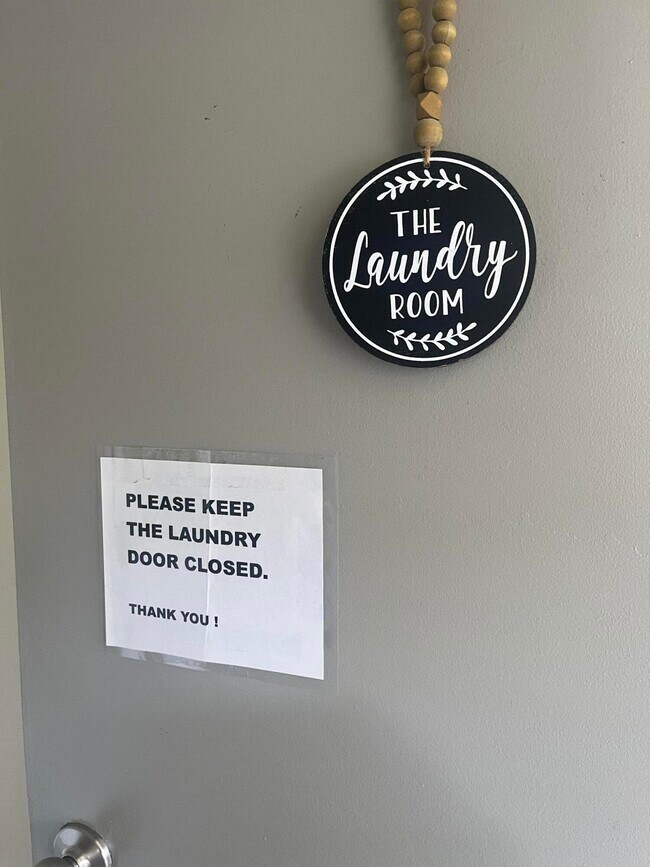 THE
Laundry
ROOM
PLEASE KEEP
THE LAUNDRY
DOOR CLOSED.
THANK YOU !